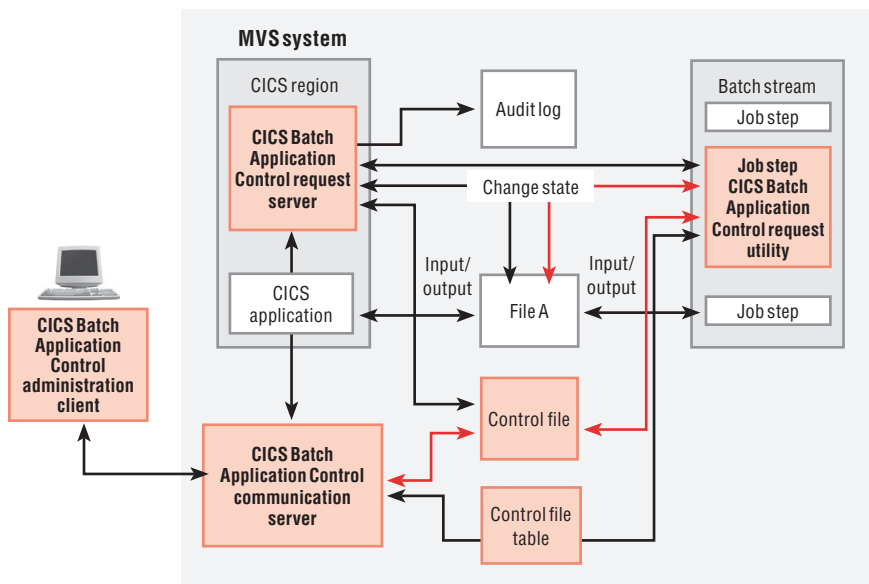 MVS system
CICS region
CICS Batch
Application
Control request
server
Audit log
Batch stream
Job step
Job step
CICS Batch
Application
Control request
utility
Change state
Input/
output
Input/
output
CICS
application
File A
Job step
CICS Batch
Application
Control
administration
client
Control file
CICS Batch
Application Control
communication
server
Control file
table